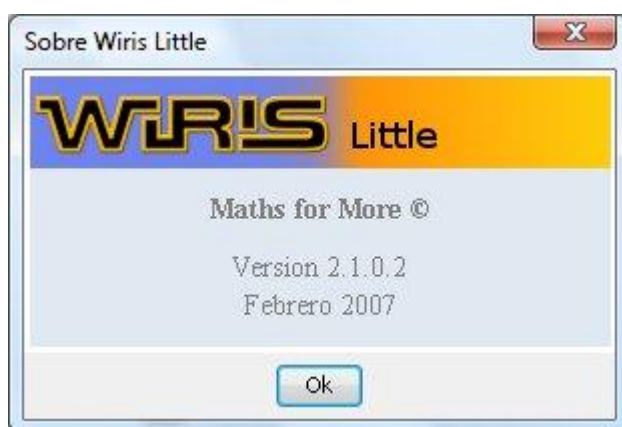 Sobre Wiris Little
WIRIS Little
Maths for More ©
Version 2.1.0.2
Febrero 2007
Ok